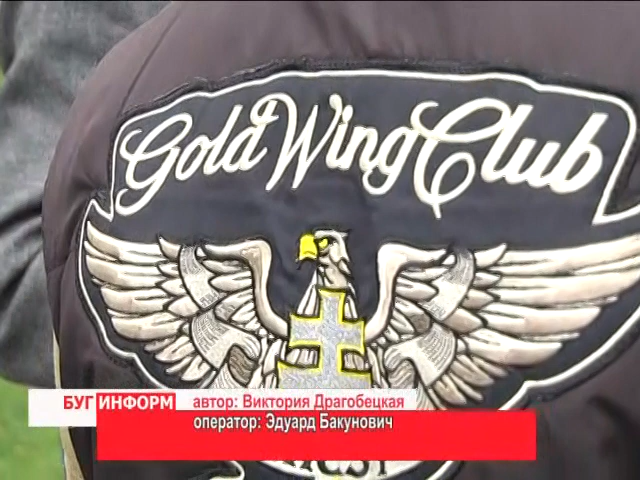 Gold Wing Club
БУГ ИНФОРМ
автор: Виктория Драгобецкая
оператор: Эдуард Бакунович